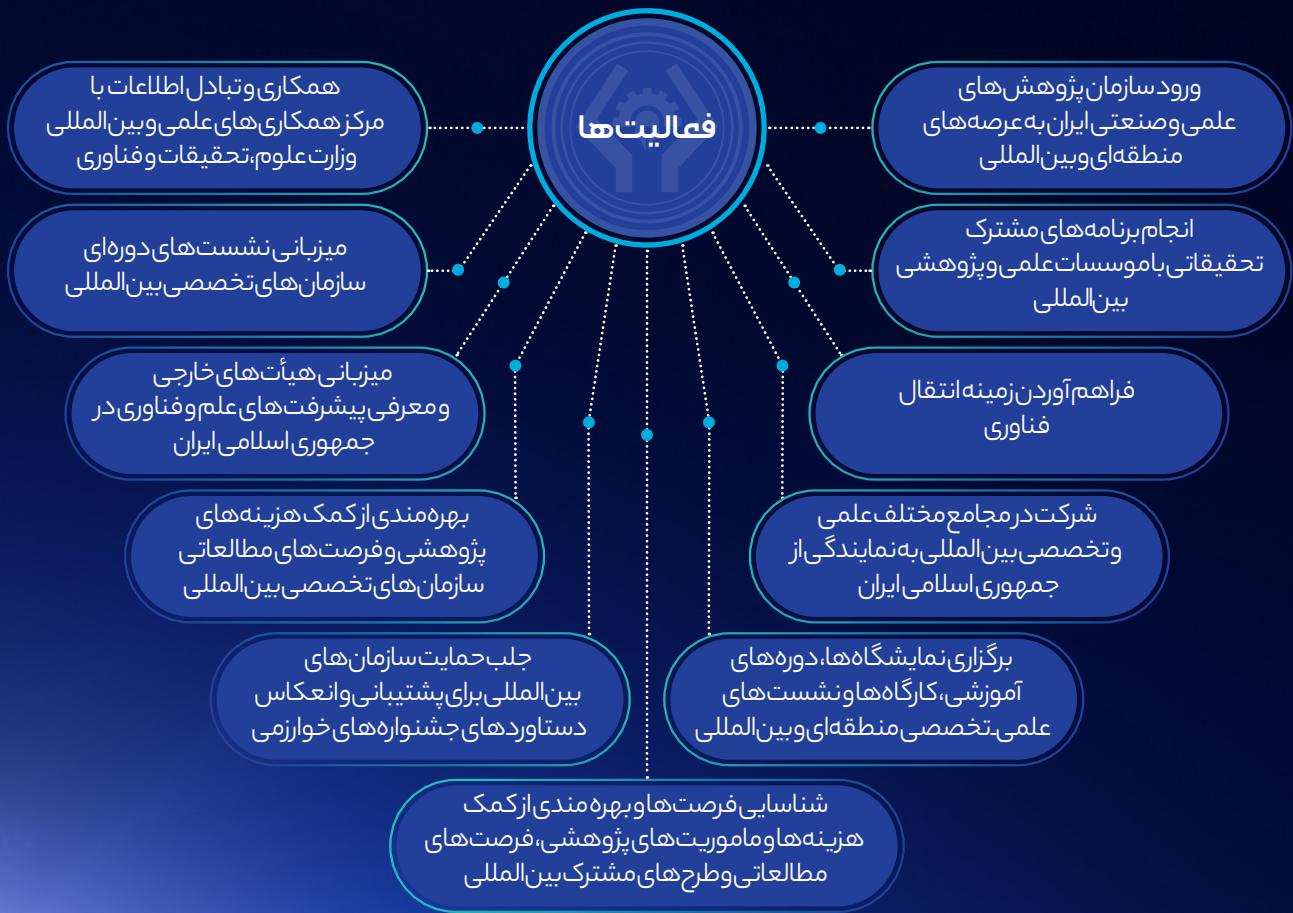 فعالیت‌ها
ورود سازمان پژوهش‌های
علمی و صنعتی ایران به عرصه‌های
منطقه‌ای و بین‌المللی
انجام برنامه‌های مشترک
تحقیقاتی با موسسات علمی و پژوهشی
بین‌المللی
فراهم آوردن زمینه انتقال
فناوری
شرکت در مجامع مختلف علمی
و تخصصی بین‌المللی به نمایندگی از
جمهوری اسلامی ایران
برگزاری نمایشگاه‌ها، دوره‌های
آموزشی، کارگاه‌ها و نشست‌های
علمی‌ـ‌تخصصی منطقه‌ای و بین‌المللی
شناسایی فرصت‌ها و بهره مندی از کمک
هزینه‌ها و ماموریت‌های پژوهشی، فرصت‌های
مطالعاتی و طرح‌های مشترک بین‌المللی
همکاری و تبادل اطلاعات با
مرکز همکاری‌های علمی و بین‌المللی
وزارت علوم، تحقیقات و فناوری
میزبانی نشست‌های دوره‌ای
سازمان‌های تخصصی بین‌المللی
میزبانی هیأت‌های خارجی
و معرفی پیشرفت‌های علم و فناوری در
جمهوری اسلامی ایران
بهره‌مندی از کمک هزینه‌های
پژوهشی و فرصت‌های مطالعاتی
سازمان‌های تخصصی بین‌المللی
جلب حمایت سازمان‌های
بین‌المللی برای پشتیبانی و انعکاس
دستاوردهای جشنواره‌های خوارزمی